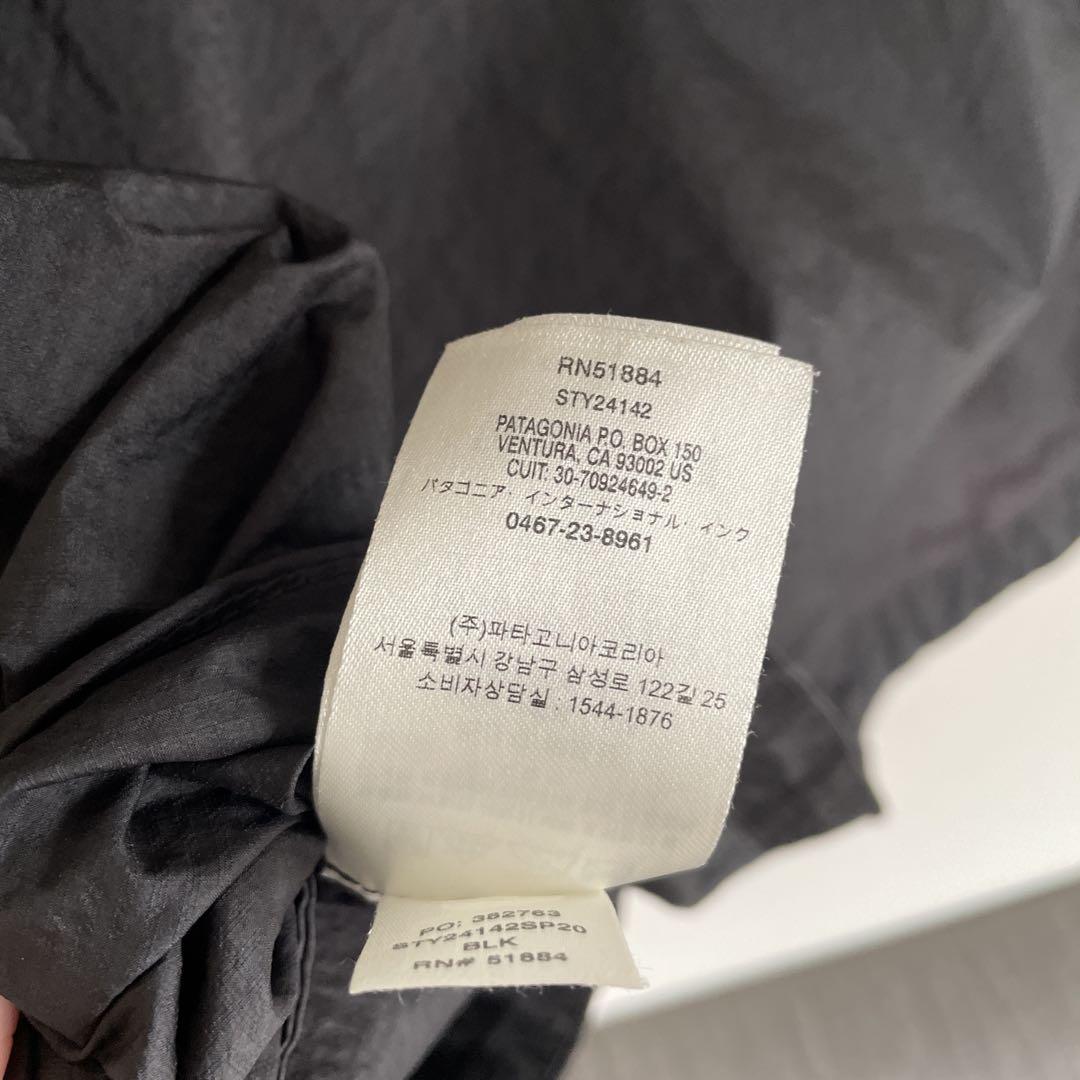 RN51884
STY24142
PATAGONIA P.O. BOX 150
VENTURA, CA 93002 US
CUIT: 30-70924649-2
パタゴニア・インターナショナル・インク
0467-23-8961
(주)파타고니아코리아
서울특별시 강남구 삼성로 122길 25
소비자상담실 : 1544-1876
PO: 382763
STY24142SP20
BLK
RN# 51884